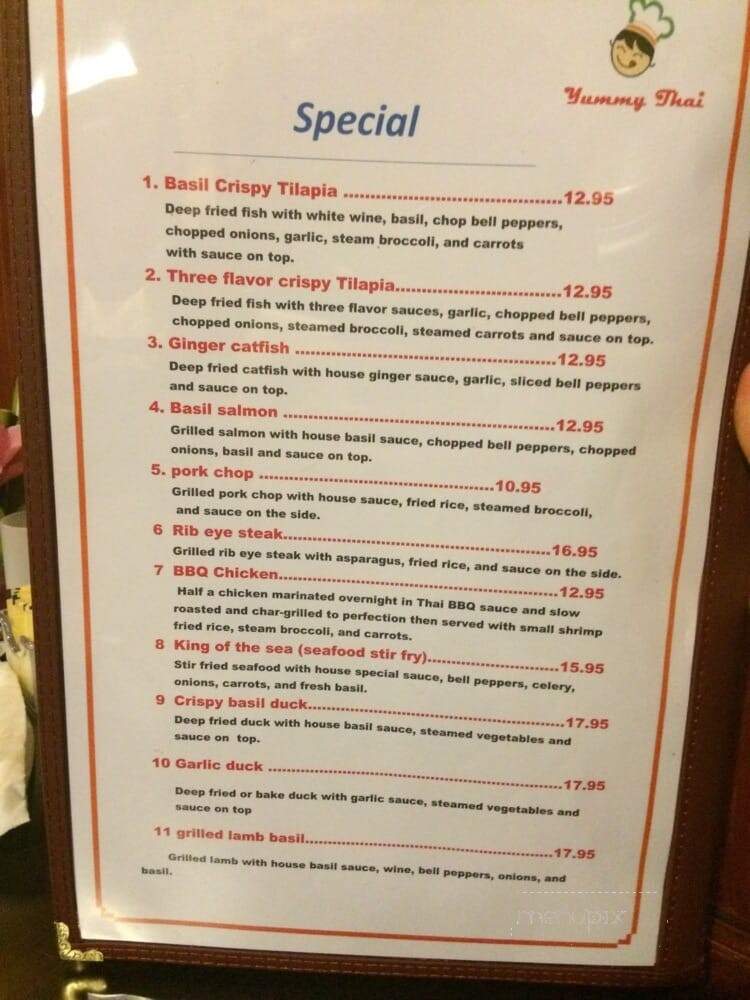 Yummy Thai
Special
1. Basil Crispy Tilapia ..........................................12.95
Deep fried fish with white wine, basil, chop bell peppers,
chopped onions, garlic, steam broccoli, and carrots
with sauce on top.
2. Three flavor crispy Tilapia................................12.95
Deep fried fish with three flavor sauces, garlic, chopped bell peppers,
chopped onions, steamed broccoli, steamed carrots and sauce on top.
3. Ginger catfish ..................................................12.95
Deep fried catfish with house ginger sauce, garlic, sliced bell peppers
and sauce on top.
4. Basil salmon ....................................................12.95
Grilled salmon with house basil sauce, chopped bell peppers, chopped
onions, basil and sauce on top.
5. pork chop .............................................10.95
Grilled pork chop with house sauce, fried rice, steamed broccoli,
and sauce on the side.
6 Rib eye steak...................................................16.95
Grilled rib eye steak with asparagus, fried rice, and sauce on the side.
7 BBQ Chicken.....................................................12.95
Half a chicken marinated overnight in Thai BBQ sauce and slow
roasted and char-grilled to perfection then served with small shrimp
fried rice, steam broccoli, and carrots.
8 King of the sea (seafood stir fry).........................15.95
Stir fried seafood with house special sauce, bell peppers, celery,
onions, carrots, and fresh basil.
9 Crispy basil duck.................................................17.95
Deep fried duck with house basil sauce, steamed vegetables and
sauce on top.
10 Garlic duck .........................................................17.95
Deep fried or bake duck with garlic sauce, steamed vegetables and
sauce on top
11 grilled lamb basil................................................17.95
Grilled lamb with house basil sauce, wine, bell peppers, onions, and
basil.
menupix